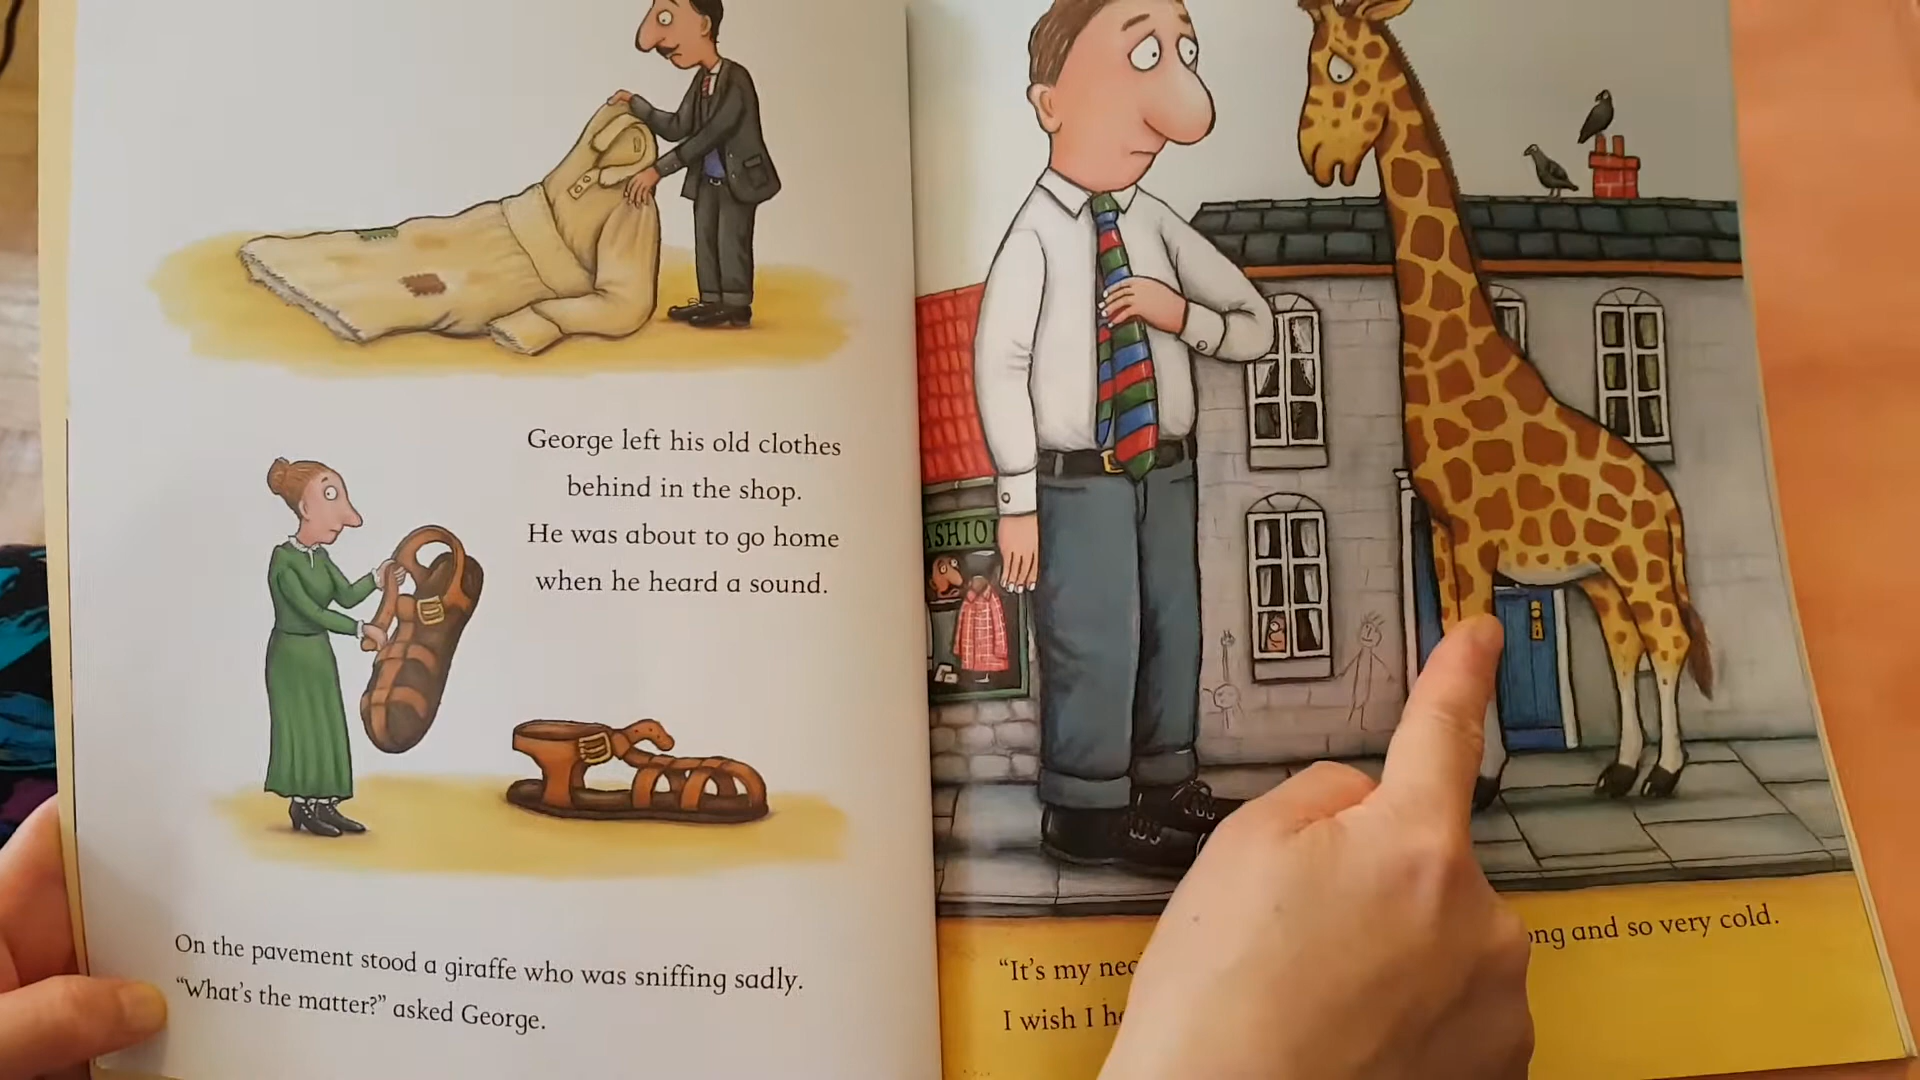 George left his old clothes
behind in the shop.
He was about to go home
when he heard a sound.
On the pavement stood a giraffe who was sniffing sadly.
“What's the matter?” asked George.
ASHIO
“It's my
and so very cold.
I wish I